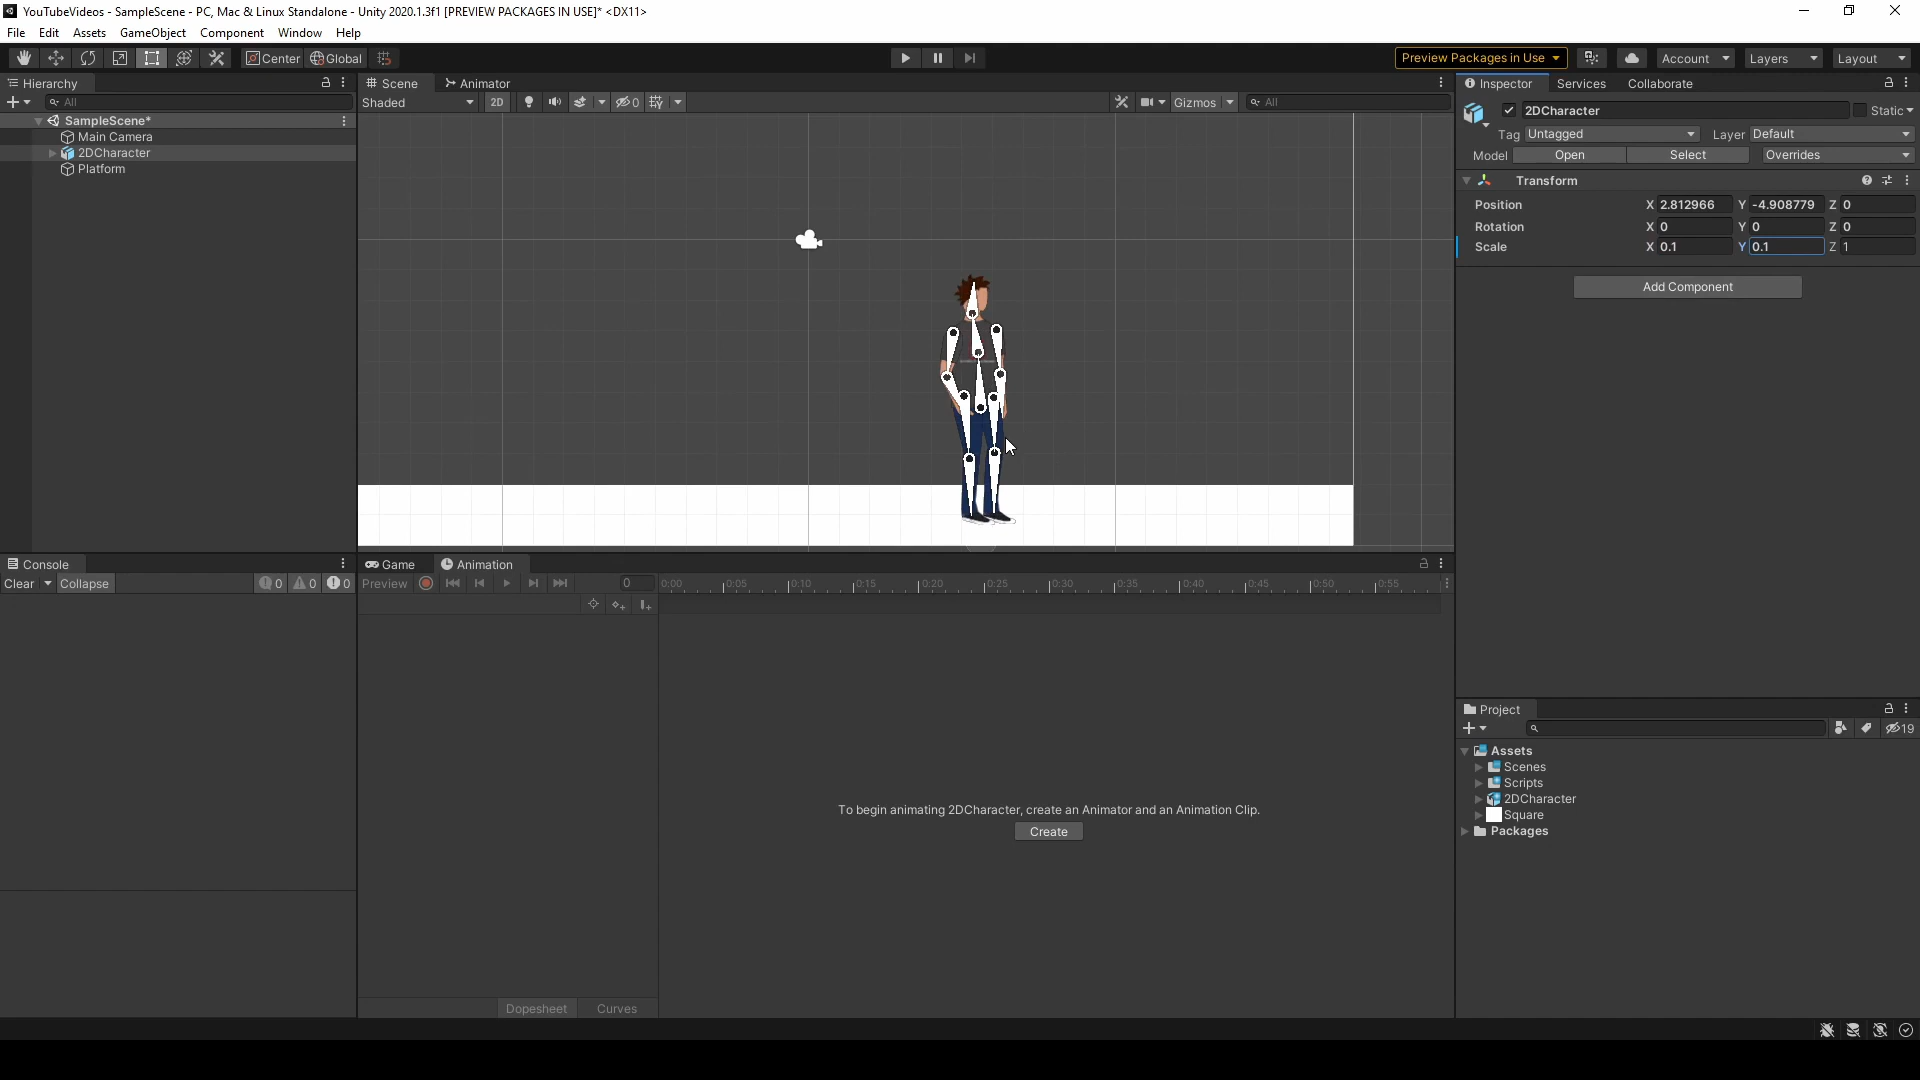 YouTubeVideos - SampleScene - PC, Mac & Linux Standalone - Unity 2020.1.3f1 [PREVIEW PACKAGES IN USE]* <DX11>
File Edit Assets GameObject Component Window Help
Center Global Preview Packages in Use Account Layers Layout
Hierarchy
All
SampleScene*
Main Camera
2DCharacter
Platform
Scene Animator
Shaded 2D 0 Gizmos All
Inspector Services Collaborate
2DCharacter Static
Tag Untagged Layer Default
Model Open Select Overrides
Transform
Position X 2.812966 Y -4.908779 Z 0
Rotation X 0 Y 0 Z 0
Scale X 0.1 Y 0.1 Z 1
Add Component
Console
Clear Collapse 0 0 0
Game Animation
Preview 0 0:00 0:05 0:10 0:15 0:20 0:25 0:30 0:35 0:40 0:45 0:50 0:55
To begin animating 2DCharacter, create an Animator and an Animation Clip.
Create
Dopesheet Curves
Project
19
Assets
Scenes
Scripts
2DCharacter
Square
Packages